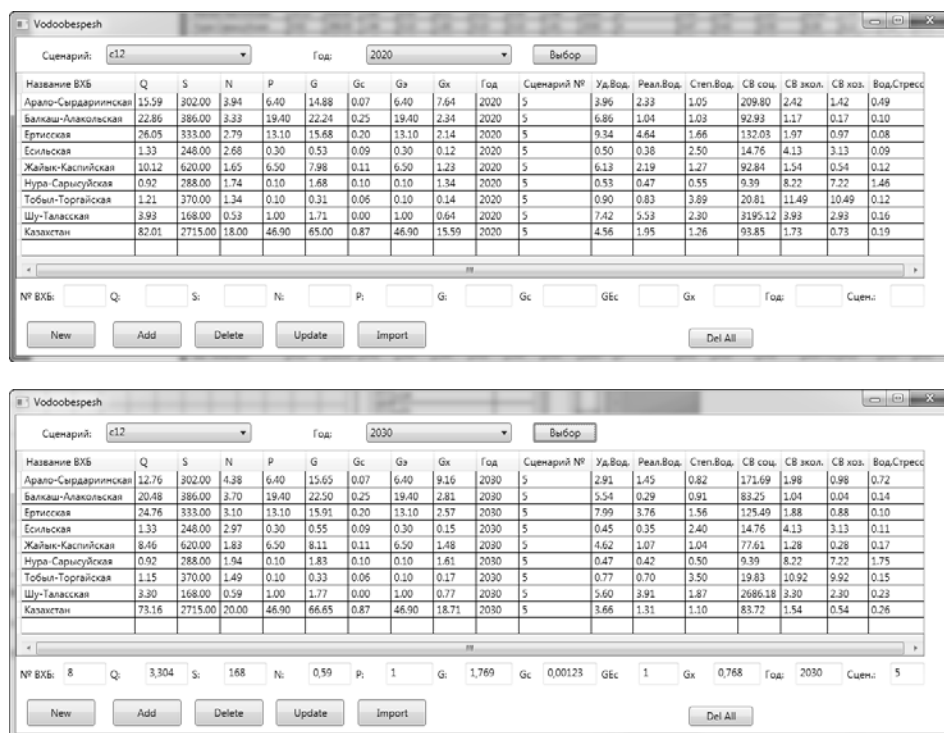 Vodoobespesh
Сценарий: c12 Год: 2020 Выбор
Название ВХБ Q S N P G Gc Gэ Gx Год Сценарий № Уд.Вод. Реал.Вод. Степ.Вод. СВ соц. СВ экол. СВ хоз. Вод.Стресс
Арало-Сырдариинская 15.59 302.00 3.94 6.40 14.88 0.07 6.40 7.64 2020 5 3.96 2.33 1.05 209.80 2.42 1.42 0.49
Балкаш-Алакольская 22.86 386.00 3.33 19.40 22.24 0.25 19.40 2.34 2020 5 6.86 1.04 1.03 92.93 1.17 0.17 0.10
Ертисская 26.05 333.00 2.79 13.10 15.68 0.20 13.10 2.14 2020 5 9.34 4.64 1.66 132.03 1.97 0.97 0.08
Есильская 1.33 248.00 2.68 0.30 0.53 0.09 0.30 0.12 2020 5 0.50 0.38 2.50 14.76 4.13 3.13 0.09
Жайык-Каспийская 10.12 620.00 1.65 6.50 7.98 0.11 6.50 1.23 2020 5 6.13 2.19 1.27 92.84 1.54 0.54 0.12
Нура-Сарысуйская 0.92 288.00 1.74 0.10 1.68 0.10 0.10 1.34 2020 5 0.53 0.47 0.55 9.39 8.22 7.22 1.46
Тобыл-Торгайская 1.21 370.00 1.34 0.10 0.31 0.06 0.10 0.14 2020 5 0.90 0.83 3.89 20.81 11.49 10.49 0.12
Шу-Таласская 3.93 168.00 0.53 1.00 1.71 0.00 1.00 0.64 2020 5 7.42 5.53 2.30 3195.12 3.93 2.93 0.16
Казахстан 82.01 2715.00 18.00 46.90 65.00 0.87 46.90 15.59 2020 5 4.56 1.95 1.26 93.85 1.73 0.73 0.19
№ ВХБ: Q: S: N: P: G: Gc GEc Gx Год: Сцен.:
New Add Delete Update Import Del All
Vodoobespesh
Сценарий: c12 Год: 2030 Выбор
Название ВХБ Q S N P G Gc Gэ Gx Год Сценарий № Уд.Вод. Реал.Вод. Степ.Вод. СВ соц. СВ экол. СВ хоз. Вод.Стресс
Арало-Сырдариинская 12.76 302.00 4.38 6.40 15.65 0.07 6.40 9.16 2030 5 2.91 1.45 0.82 171.69 1.98 0.98 0.72
Балкаш-Алакольская 20.48 386.00 3.70 19.40 22.50 0.25 19.40 2.81 2030 5 5.54 0.29 0.91 83.25 1.04 0.04 0.14
Ертисская 24.76 333.00 3.10 13.10 15.91 0.20 13.10 2.57 2030 5 7.99 3.76 1.56 125.49 1.88 0.88 0.10
Есильская 1.33 248.00 2.97 0.30 0.55 0.09 0.30 0.15 2030 5 0.45 0.35 2.40 14.76 4.13 3.13 0.11
Жайык-Каспийская 8.46 620.00 1.83 6.50 8.11 0.11 6.50 1.48 2030 5 4.62 1.07 1.04 77.61 1.28 0.28 0.17
Нура-Сарысуйская 0.92 288.00 1.94 0.10 1.83 0.10 0.10 1.61 2030 5 0.47 0.42 0.50 9.39 8.22 7.22 1.75
Тобыл-Торгайская 1.15 370.00 1.49 0.10 0.33 0.06 0.10 0.17 2030 5 0.77 0.70 3.50 19.83 10.92 9.92 0.15
Шу-Таласская 3.30 168.00 0.59 1.00 1.77 0.00 1.00 0.77 2030 5 5.60 3.91 1.87 2686.18 3.30 2.30 0.23
Казахстан 73.16 2715.00 20.00 46.90 66.65 0.87 46.90 18.71 2030 5 3.66 1.31 1.10 83.72 1.54 0.54 0.26
№ ВХБ: 8 Q: 3,304 S: 168 N: 0,59 P: 1 G: 1,769 Gc 0,00123 GEc 1 Gx 0,768 Год: 2030 Сцен.: 5
New Add Delete Update Import Del All